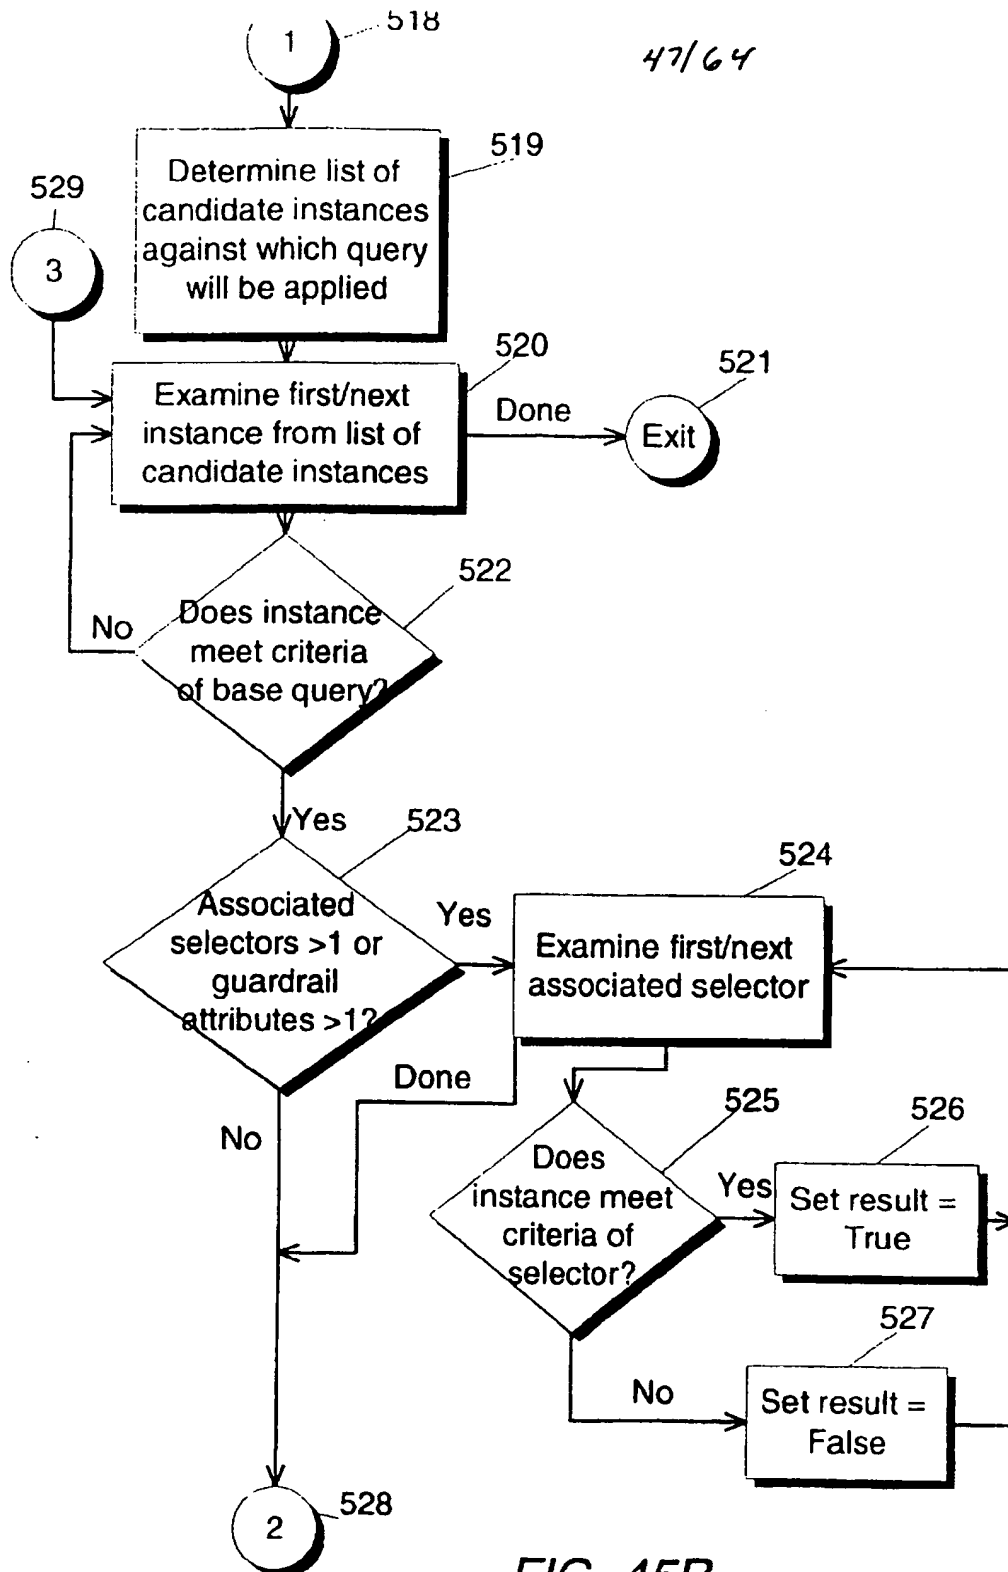 518
1
47/64
519
Determine list of
candidate instances
against which query
will be applied
529
3
520
Examine first/next
instance from list of
candidate instances
Done
521
Exit
522
Does instance
meet criteria
of base query?
No
Yes
523
Associated
selectors >1 or
guardrail
attributes >1?
Yes
524
Examine first/next
associated selector
Done
No
525
Does
instance meet
criteria of
selector?
Yes
526
Set result =
True
527
No
Set result =
False
528
2
FIG. 45B